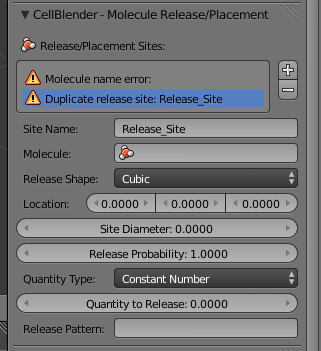 CellBlender - Molecule Release/Placement
Release/Placement Sites:
Molecule name error:
Duplicate release site: Release_Site
Site Name: Release_Site
Molecule:
Release Shape: Cubic
Location: 0.0000 0.0000 0.0000
Site Diameter: 0.0000
Release Probability: 1.0000
Quantity Type: Constant Number
Quantity to Release: 0.0000
Release Pattern: